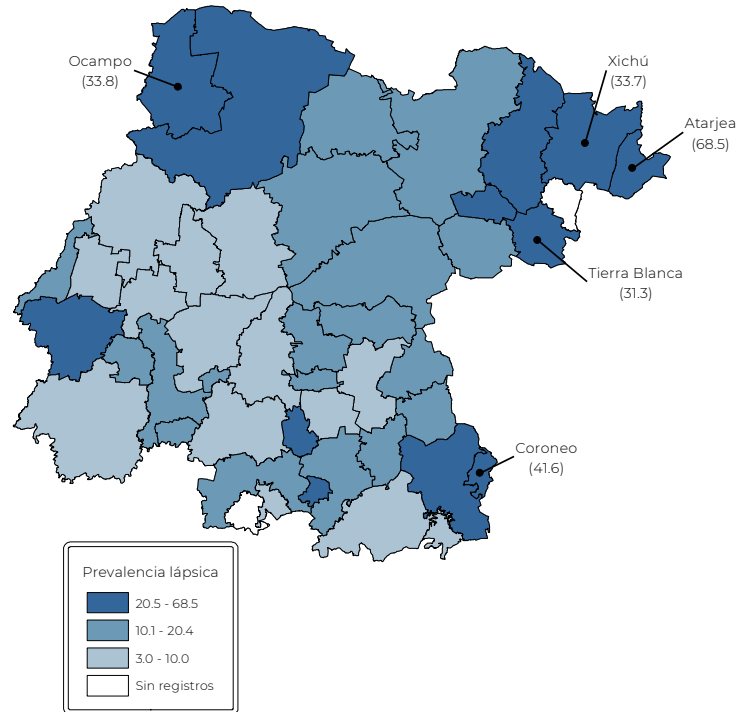 Ocampo
(33.8)
Xichú
(33.7)
Atarjea
(68.5)
Tierra Blanca
(31.3)
Coroneo
(41.6)
Prevalencia lápsica
20.5 - 68.5
10.1 - 20.4
3.0 - 10.0
Sin registros